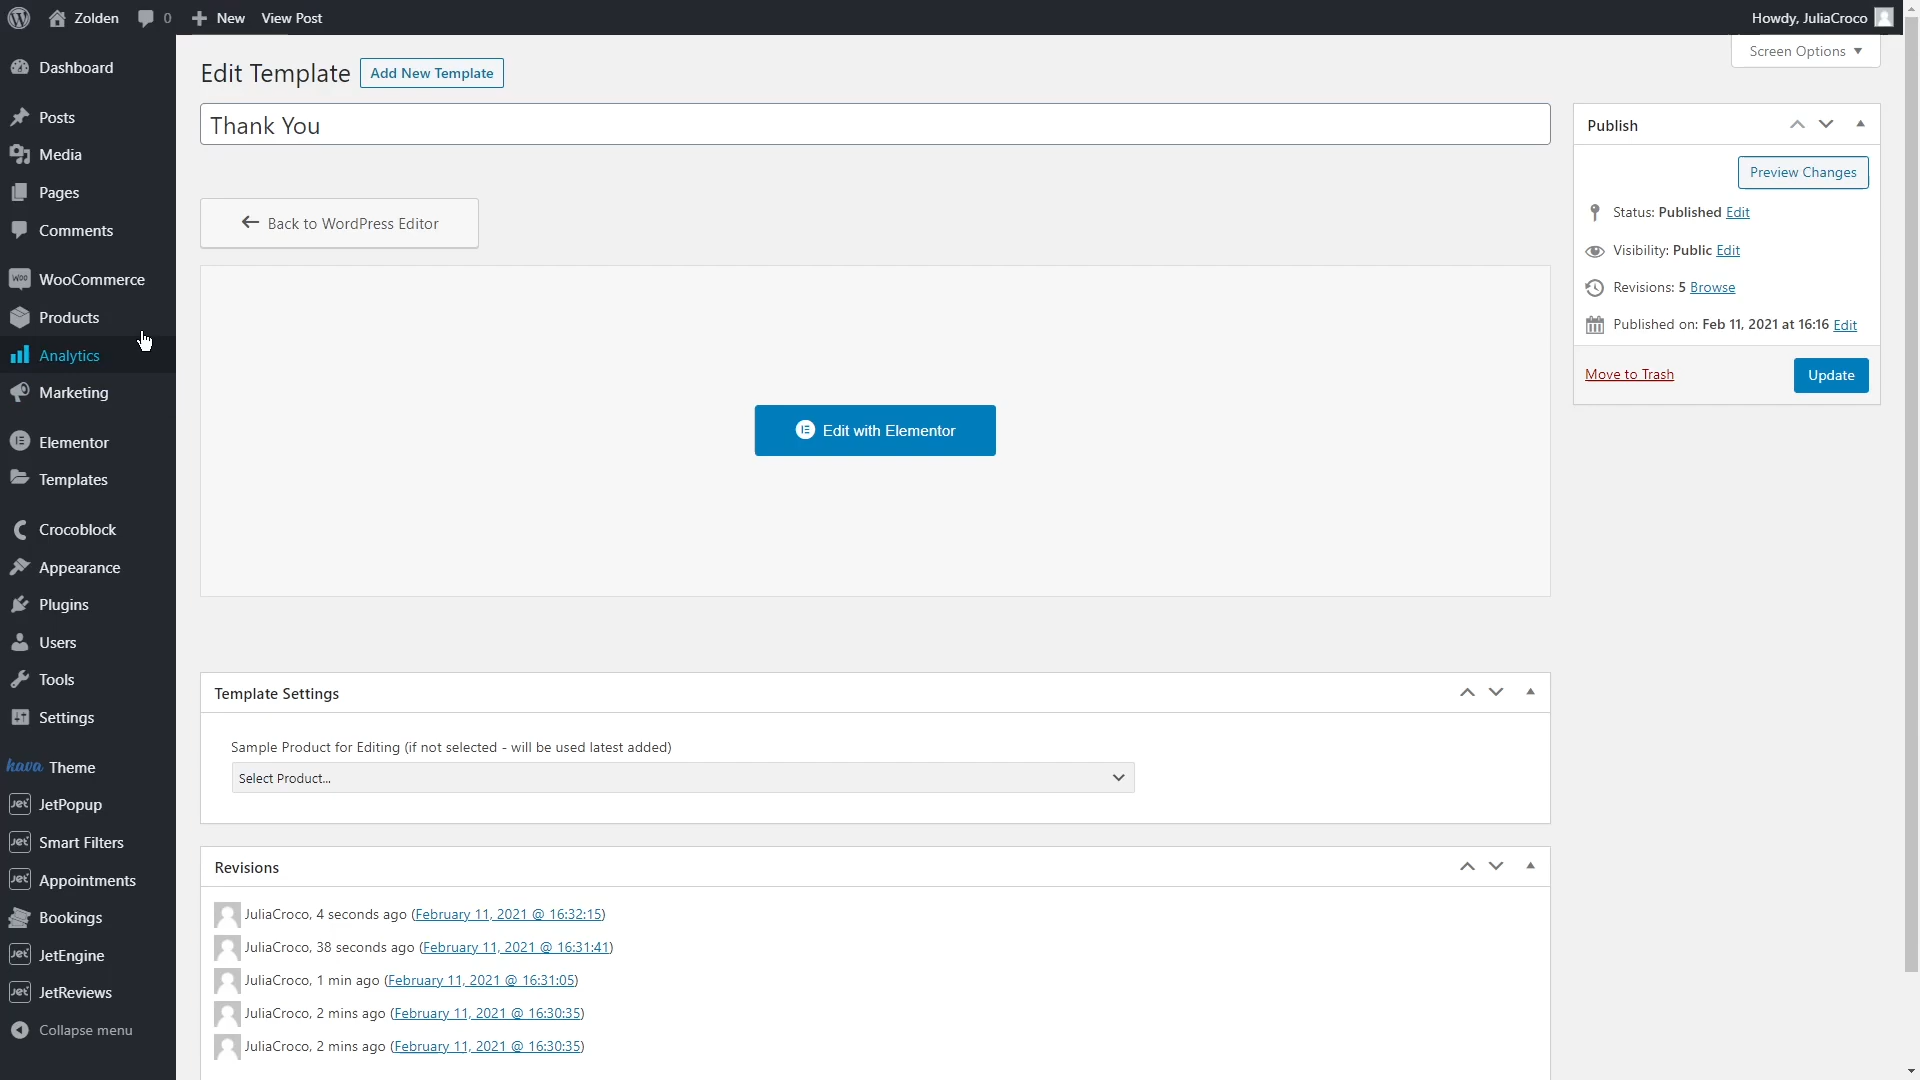 Zolden 0 New View Post Howdy, JuliaCroco
Screen Options
Dashboard
Posts
Media
Pages
Comments
WOO WooCommerce
Products
Analytics
Marketing
Elementor
Templates
Crocoblock
Appearance
Plugins
Users
Tools
Settings
kava Theme
Jet JetPopup
Jet Smart Filters
Jet Appointments
Bookings
Jet JetEngine
Jet JetReviews
Collapse menu
Edit Template Add New Template
Thank You
Back to WordPress Editor
Edit with Elementor
Template Settings
Sample Product for Editing (if not selected - will be used latest added)
Select Product...
Revisions
JuliaCroco, 4 seconds ago (February 11, 2021 @ 16:32:15)
JuliaCroco, 38 seconds ago (February 11, 2021 @ 16:31:41)
JuliaCroco, 1 min ago (February 11, 2021 @ 16:31:05)
JuliaCroco, 2 mins ago (February 11, 2021 @ 16:30:35)
JuliaCroco, 2 mins ago (February 11, 2021 @ 16:30:35)
Publish
Preview Changes
Status: Published Edit
Visibility: Public Edit
Revisions: 5 Browse
Published on: Feb 11, 2021 at 16:16 Edit
Move to Trash Update